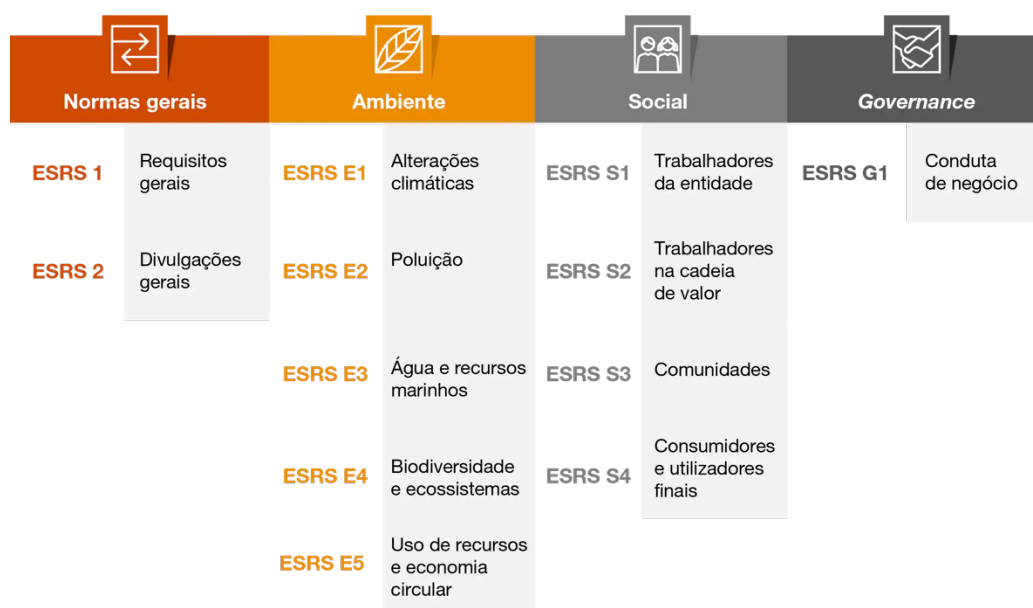 Normas gerais
ESRS 1
Requisitos
gerais
ESRS 2
Divulgações
gerais
Ambiente
ESRS E1
Alterações
climáticas
ESRS E2
Poluição
ESRS E3
Água e recursos
marinhos
ESRS E4
Biodiversidade
e ecossistemas
ESRS E5
Uso de recursos
e economia
circular
Social
ESRS S1
Trabalhadores
da entidade
ESRS S2
Trabalhadores
na cadeia
de valor
ESRS S3
Comunidades
ESRS S4
Consumidores
e utilizadores
finais
Governance
ESRS G1
Conduta
de negócio